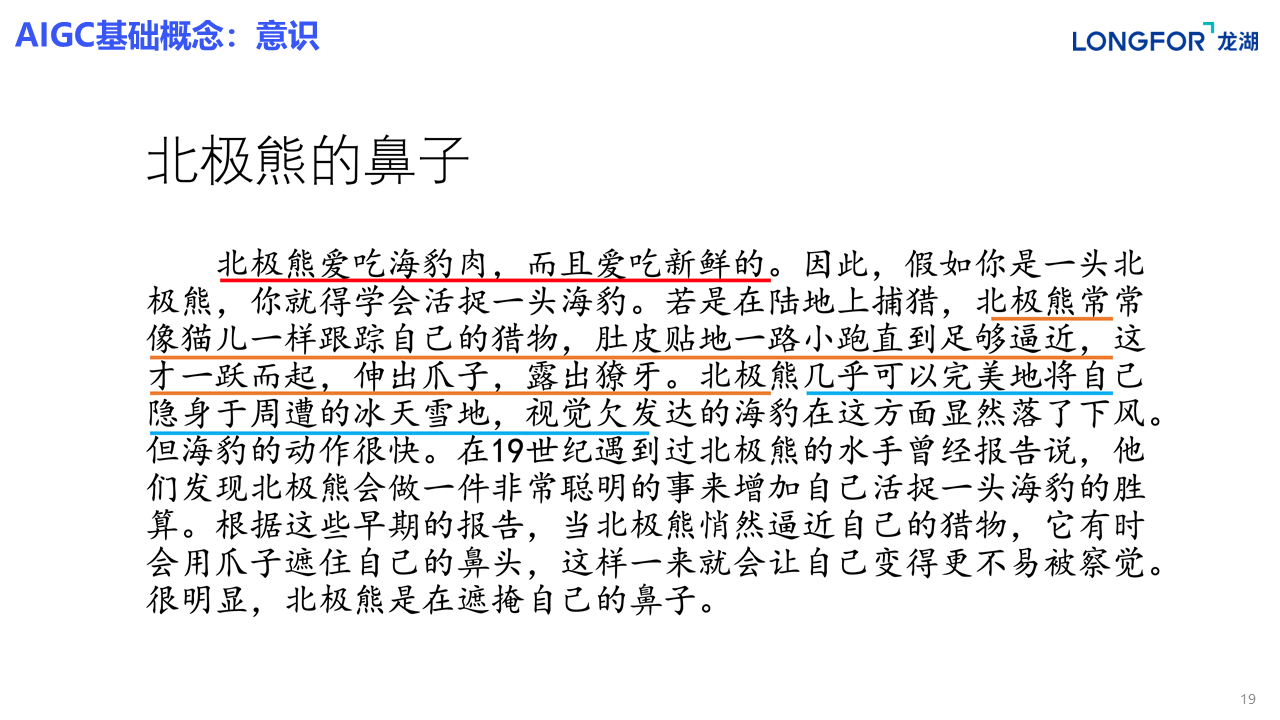 AIGC基础概念：意识
LONGFOR 龙湖
北极熊的鼻子
北极熊爱吃海豹肉，而且爱吃新鲜的。因此，假如你是一头北
极熊，你就得学会活捉一头海豹。若是在陆地上捕猎，北极熊常常
像猫儿一样跟踪自己的猎物，肚皮贴地一路小跑直到足够逼近，这
才一跃而起，伸出爪子，露出獠牙。北极熊几乎可以完美地将自己
隐身于周遭的冰天雪地，视觉欠发达的海豹在这方面显然落了下风。
但海豹的动作很快。在19世纪遇到过北极熊的水手曾经报告说，他
们发现北极熊会做一件非常聪明的事来增加自己活捉一头海豹的胜
算。根据这些早期的报告，当北极熊悄然逼近自己的猎物，它有时
会用爪子遮住自己的鼻头，这样一来就会让自己变得更不易被察觉。
很明显，北极熊是在遮掩自己的鼻子。
19